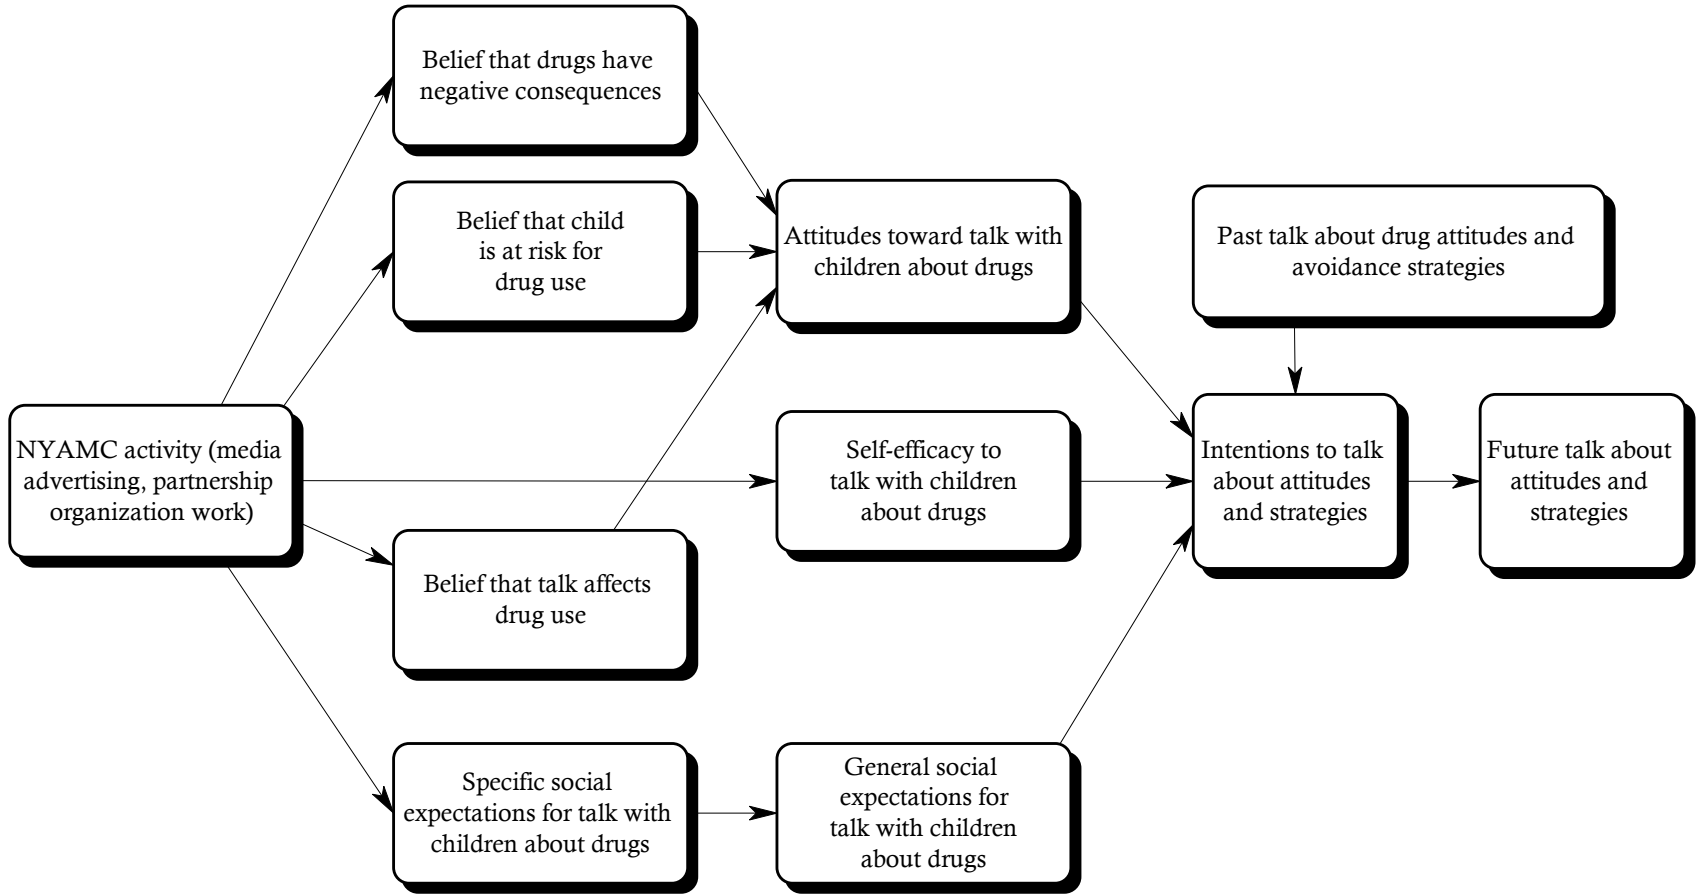 Belief that drugs have
negative consequences
Belief that child
is at risk for
drug use
Attitudes toward talk with
children about drugs
Past talk about drug attitudes and
avoidance strategies
NYAMC activity (media
advertising, partnership
organization work)
Self-efficacy to
talk with children
about drugs
Intentions to talk
about attitudes
and strategies
Future talk about
attitudes and
strategies
Belief that talk affects
drug use
Specific social
expectations for talk with
children about drugs
General social
expectations for
talk with children
about drugs